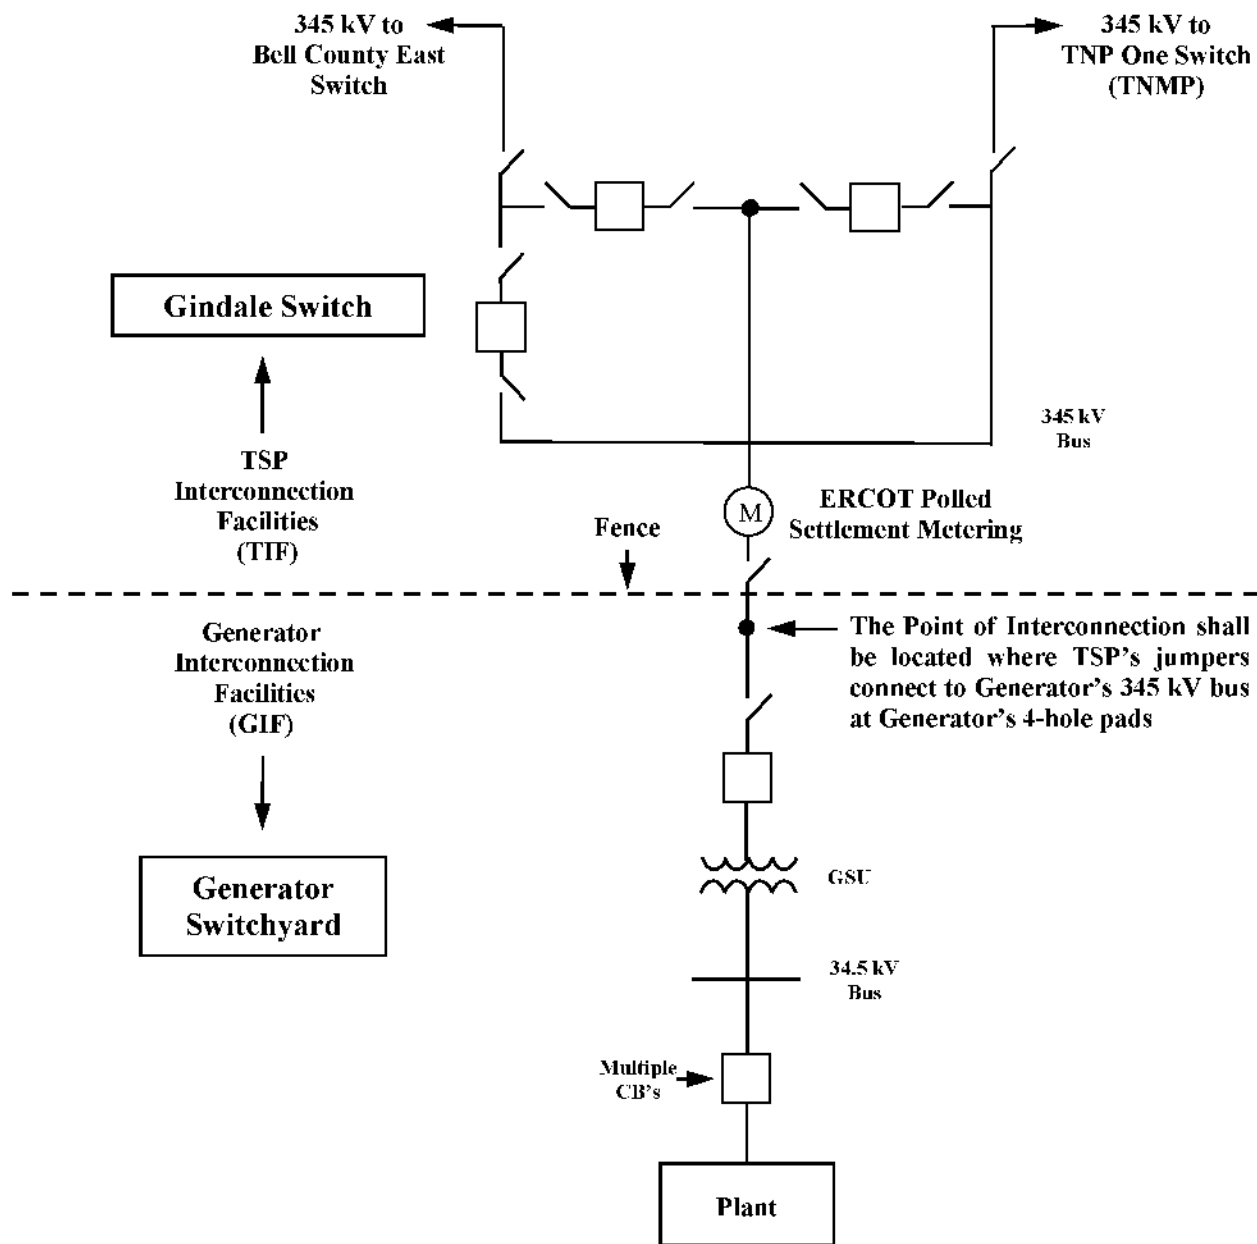 345 kV to
Bell County East
Switch
345 kV to
TNP One Switch
(TNMP)
Gindale Switch
345 kV
Bus
TSP
Interconnection
Facilities
(TIF)
M
ERCOT Polled
Settlement Metering
Fence
Generator
Interconnection
Facilities
(GIF)
The Point of Interconnection shall
be located where TSP's jumpers
connect to Generator's 345 kV bus
at Generator's 4-hole pads
Generator
Switchyard
GSU
34.5 kV
Bus
Multiple
CB's
Plant